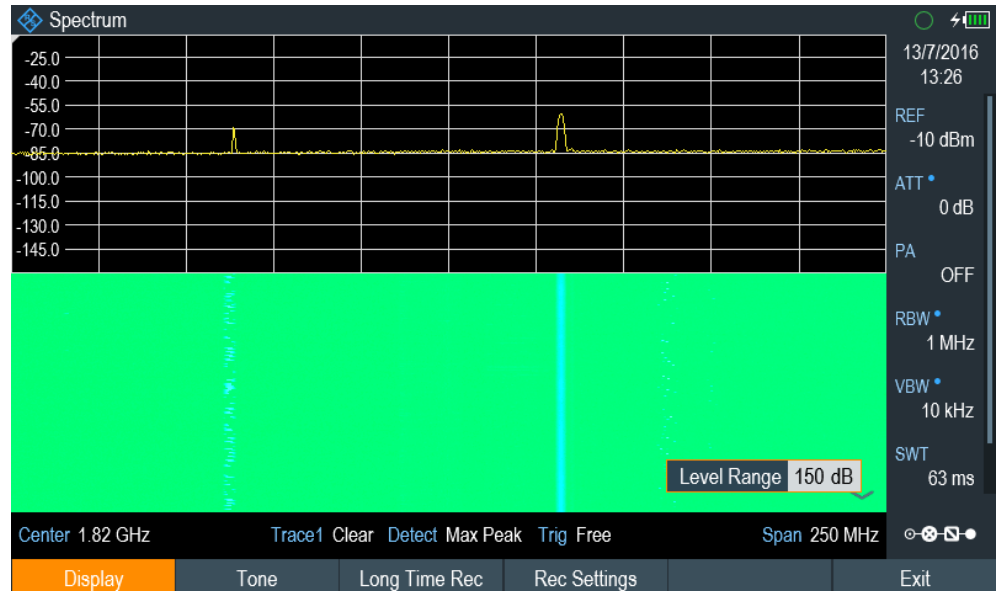 Spectrum
13/7/2016
13:26
-25.0
-40.0
-55.0
-70.0
-85.0
-100.0
-115.0
-130.0
-145.0
REF
-10 dBm
ATT
0 dB
PA
OFF
RBW
1 MHz
VBW
10 kHz
SWT
63 ms
Level Range 150 dB
Center 1.82 GHz Trace1 Clear Detect Max Peak Trig Free Span 250 MHz
Display Tone Long Time Rec Rec Settings Exit